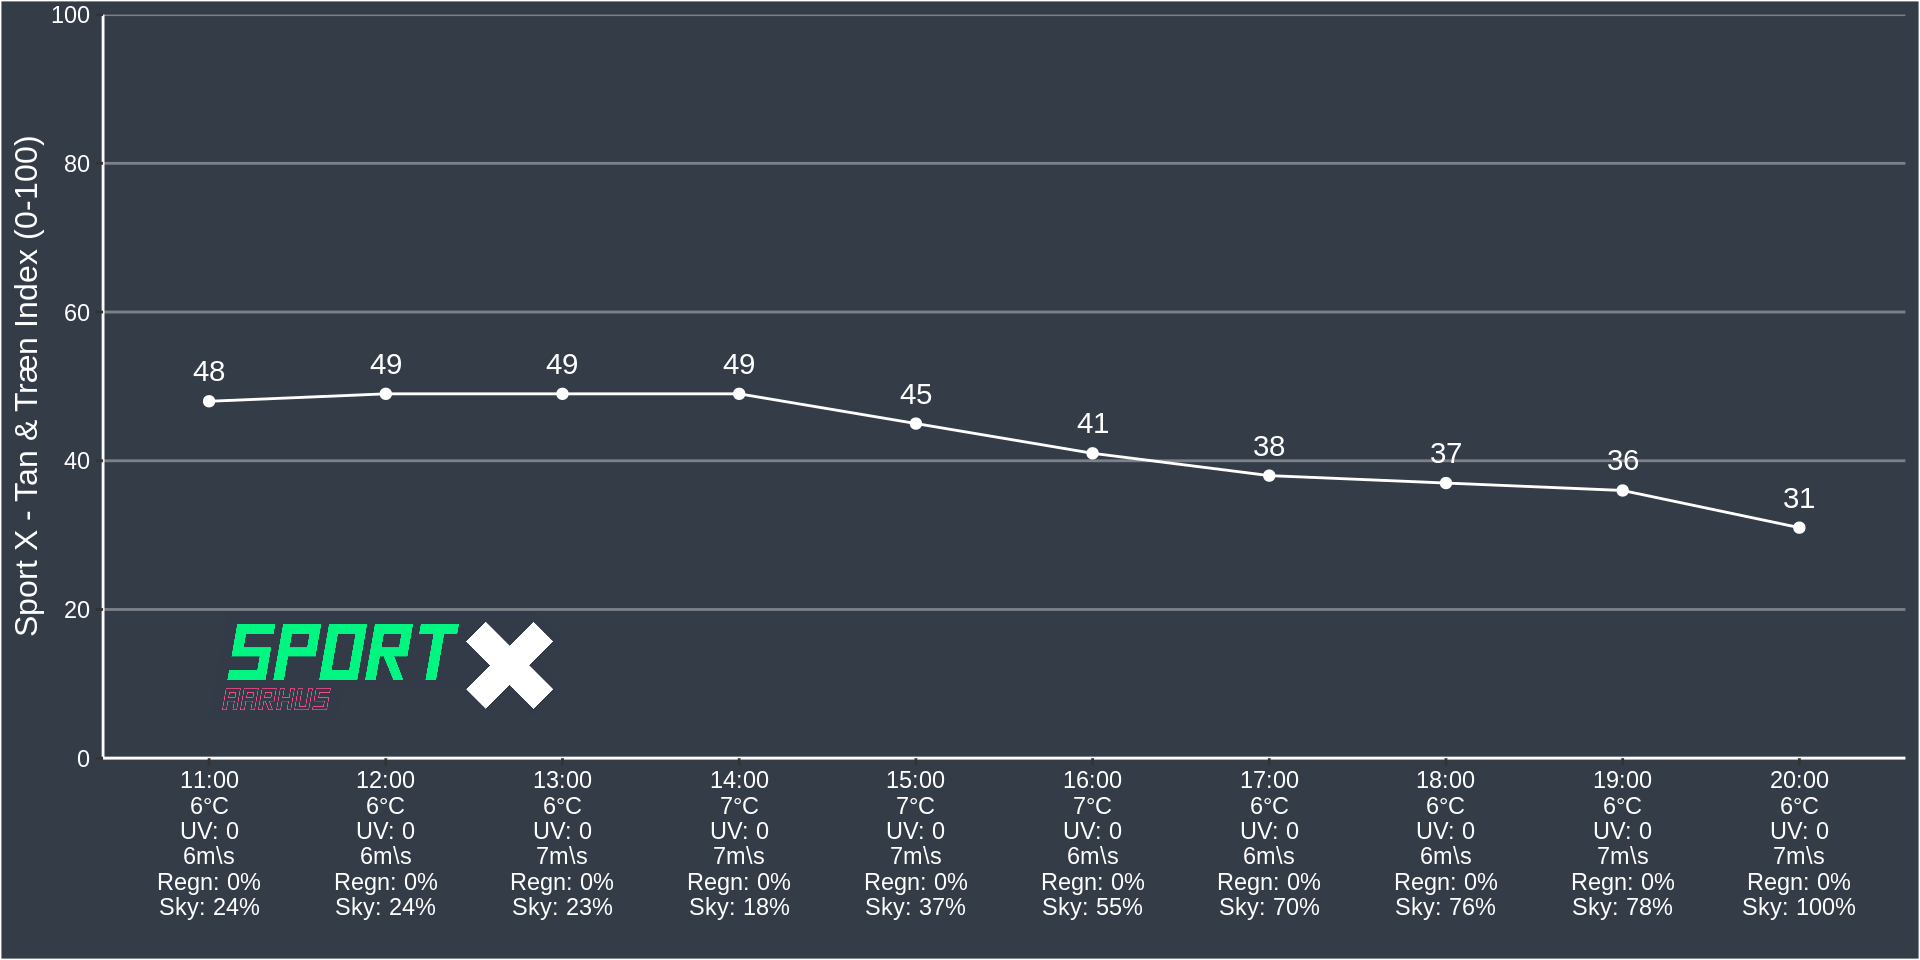 Sport X - Tan & Træn Index (0-100)
100
80
60
40
20
0
48
49
49
49
45
41
38
37
36
31
SPORT X
AARHUS
11:00 12:00 13:00 14:00 15:00 16:00 17:00 18:00 19:00 20:00
6°C 6°C 6°C 7°C 7°C 7°C 6°C 6°C 6°C 6°C
UV: 0 UV: 0 UV: 0 UV: 0 UV: 0 UV: 0 UV: 0 UV: 0 UV: 0 UV: 0
6m\s 6m\s 7m\s 7m\s 7m\s 6m\s 6m\s 6m\s 7m\s 7m\s
Regn: 0% Regn: 0% Regn: 0% Regn: 0% Regn: 0% Regn: 0% Regn: 0% Regn: 0% Regn: 0% Regn: 0%
Sky: 24% Sky: 24% Sky: 23% Sky: 18% Sky: 37% Sky: 55% Sky: 70% Sky: 76% Sky: 78% Sky: 100%